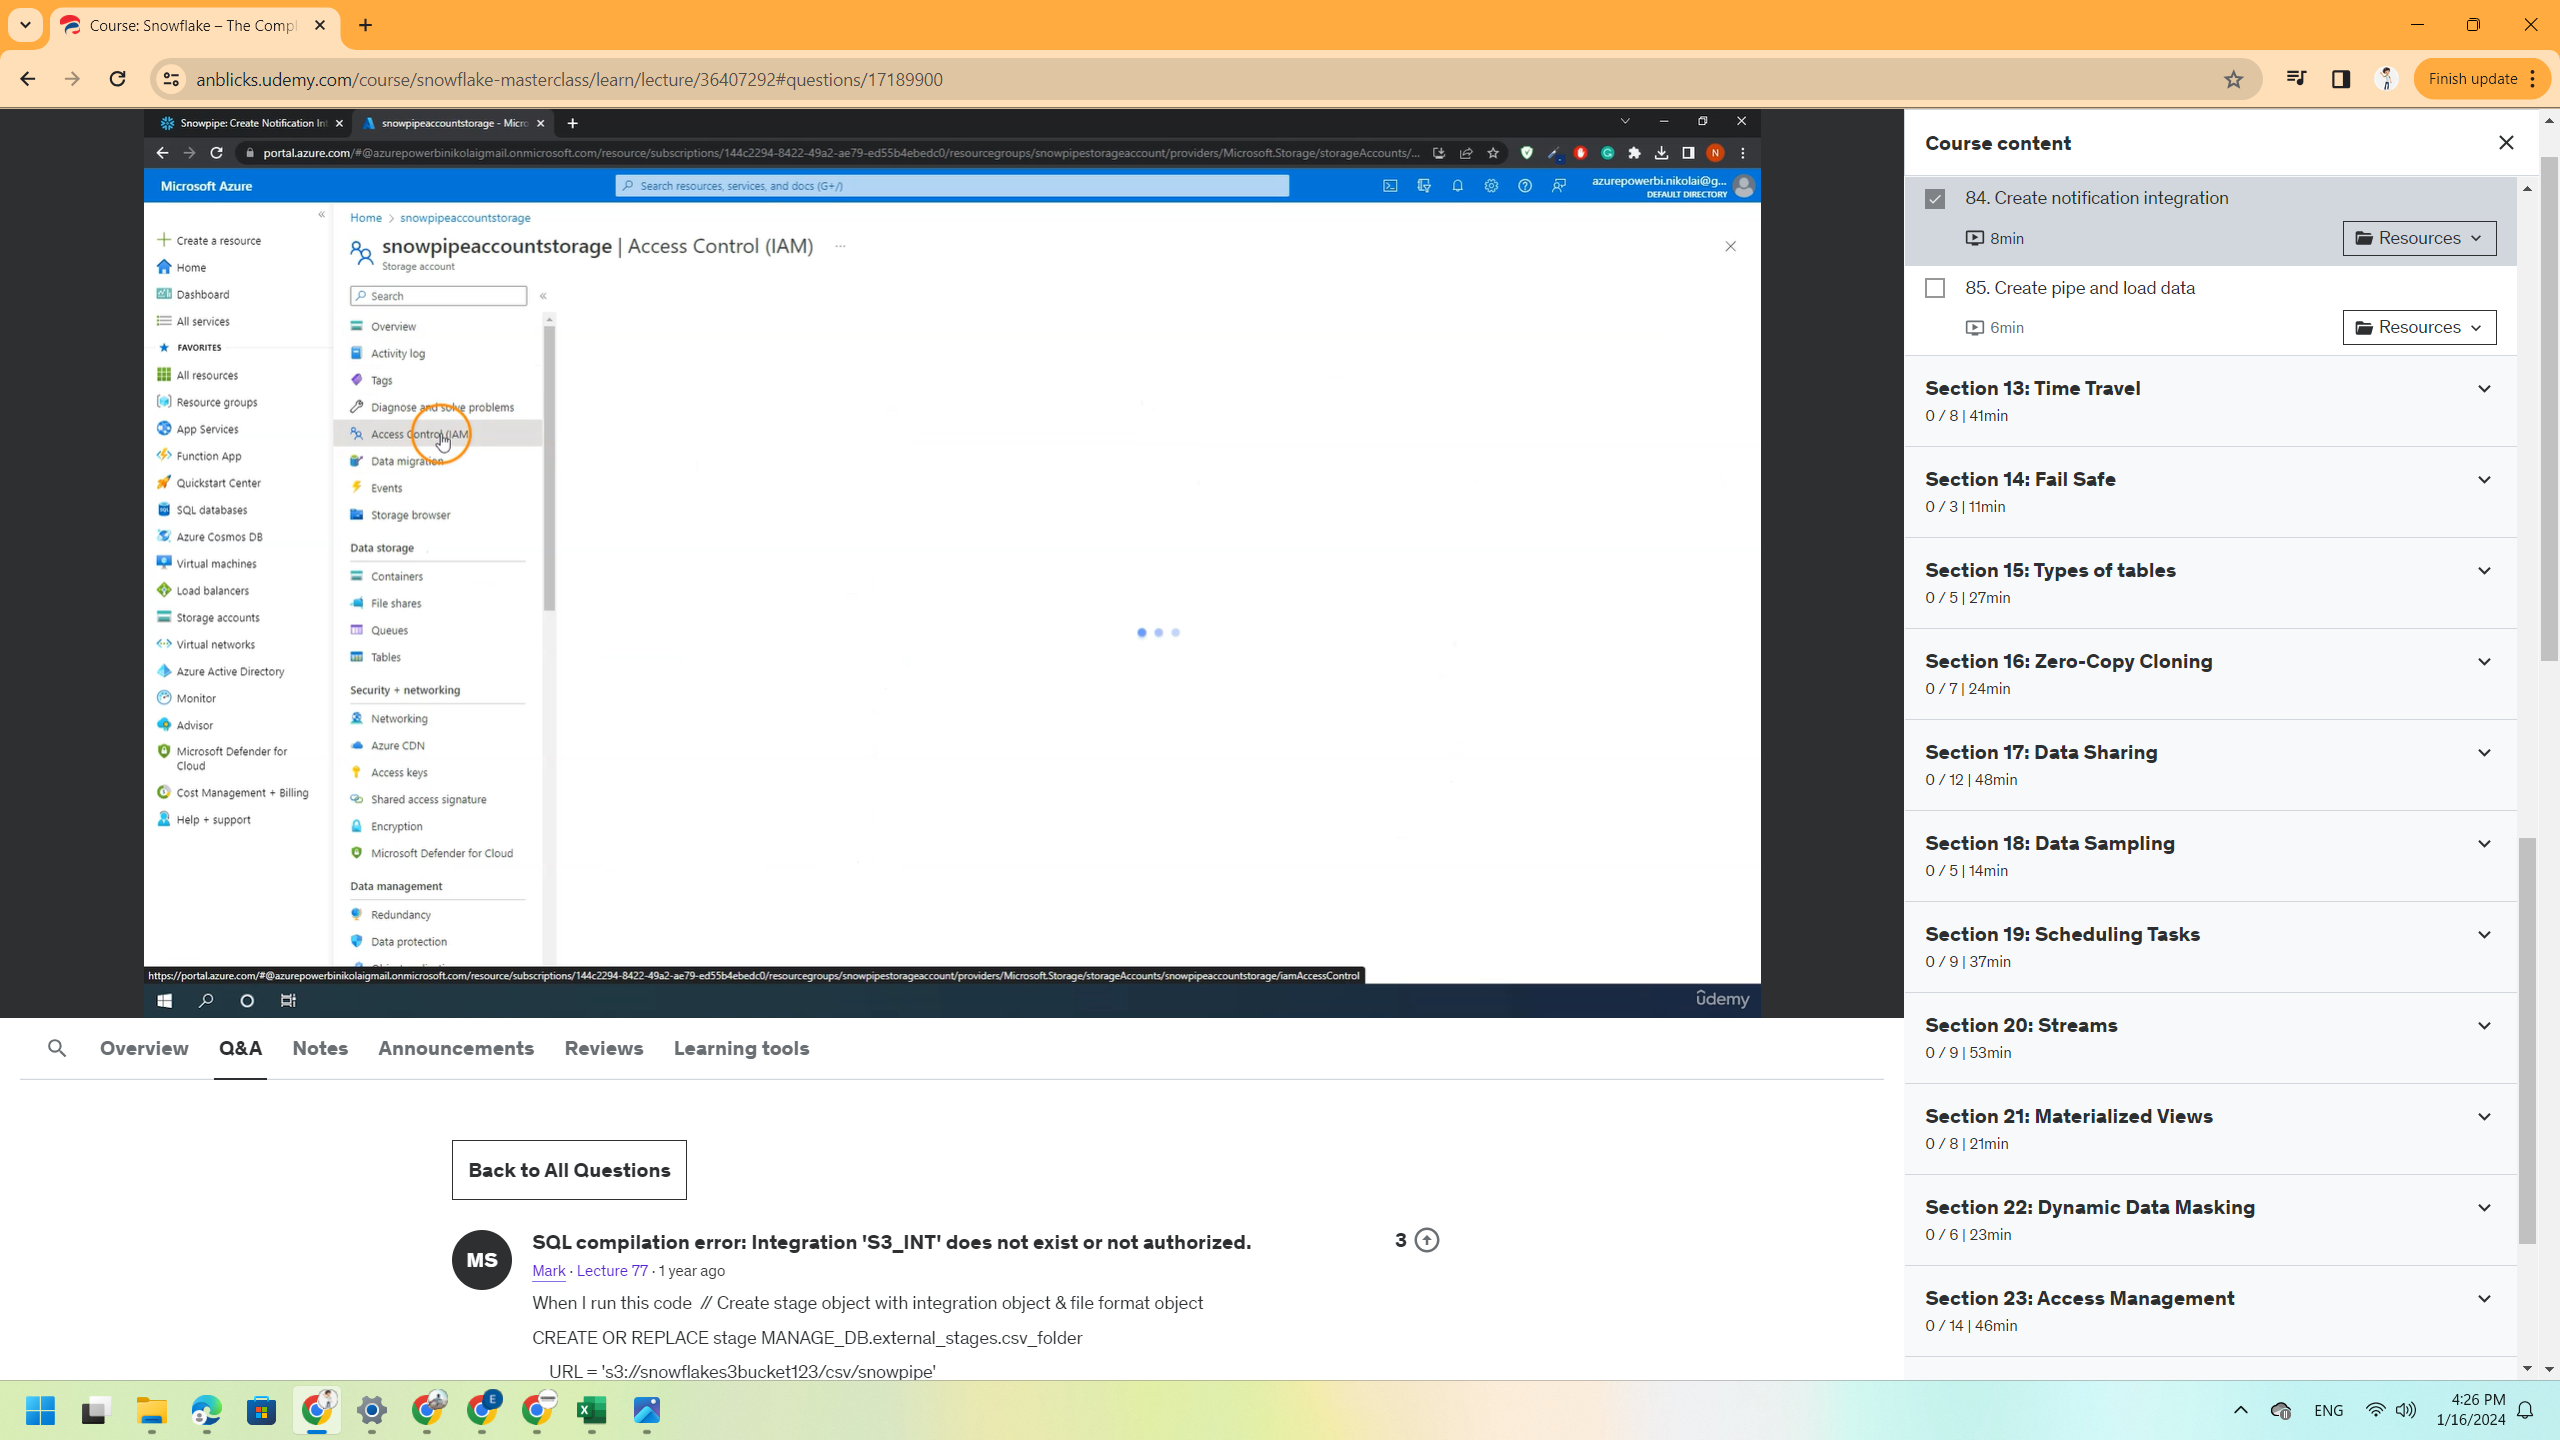 Course: Snowflake – The Compl
anblicks.udemy.com/course/snowflake-masterclass/learn/lecture/36407292#questions/17189900
Finish update
Snowpipe: Create Notification In
snowpipeaccountstorage - Micro
portal.azure.com/#@azurepowerbinikolaigmail.onmicrosoft.com/resource/subscriptions/144c2294-8422-49a2-ae79-ed55b4ebedc0/resourcegroups/snowpipestorageaccount/providers/Microsoft.Storage/storageAccounts/...
N
Microsoft Azure
Search resources, services, and docs (G+/)
azurepowerbi.nikolai@g...
DEFAULT DIRECTORY
Create a resource
Home
Dashboard
All services
FAVORITES
All resources
Resource groups
App Services
Function App
Quickstart Center
SQL databases
Azure Cosmos DB
Virtual machines
Load balancers
Storage accounts
Virtual networks
Azure Active Directory
Monitor
Advisor
Microsoft Defender for
Cloud
Cost Management + Billing
Help + support
Home > snowpipeaccountstorage
snowpipeaccountstorage | Access Control (IAM) ...
Storage account
Search
Overview
Activity log
Tags
Diagnose and solve problems
Access Control (IAM)
Data migration
Events
Storage browser
Data storage
Containers
File shares
Queues
Tables
Security + networking
Networking
Azure CDN
Access keys
Shared access signature
Encryption
Microsoft Defender for Cloud
Data management
Redundancy
Data protection
https://portal.azure.com/#@azurepowerbinikolaigmail.onmicrosoft.com/resource/subscriptions/144c2294-8422-49a2-ae79-ed55b4ebedc0/resourcegroups/snowpipestorageaccount/providers/Microsoft.Storage/storageAccounts/snowpipeaccountstorage/iamAccessControl
ûdemy
Overview Q&A Notes Announcements Reviews Learning tools
Back to All Questions
MS
SQL compilation error: Integration 'S3_INT' does not exist or not authorized.
3
Mark · Lecture 77 · 1 year ago
When I run this code // Create stage object with integration object & file format object
CREATE OR REPLACE stage MANAGE_DB.external_stages.csv_folder
URL = 's3://snowflakes3bucket123/csv/snowpipe'
Course content
84. Create notification integration
8min
Resources
85. Create pipe and load data
6min
Resources
Section 13: Time Travel
0 / 8 | 41min
Section 14: Fail Safe
0 / 3 | 11min
Section 15: Types of tables
0 / 5 | 27min
Section 16: Zero-Copy Cloning
0 / 7 | 24min
Section 17: Data Sharing
0 / 12 | 48min
Section 18: Data Sampling
0 / 5 | 14min
Section 19: Scheduling Tasks
0 / 9 | 37min
Section 20: Streams
0 / 9 | 53min
Section 21: Materialized Views
0 / 8 | 21min
Section 22: Dynamic Data Masking
0 / 6 | 23min
Section 23: Access Management
0 / 14 | 46min
E
ENG
4:26 PM
1/16/2024